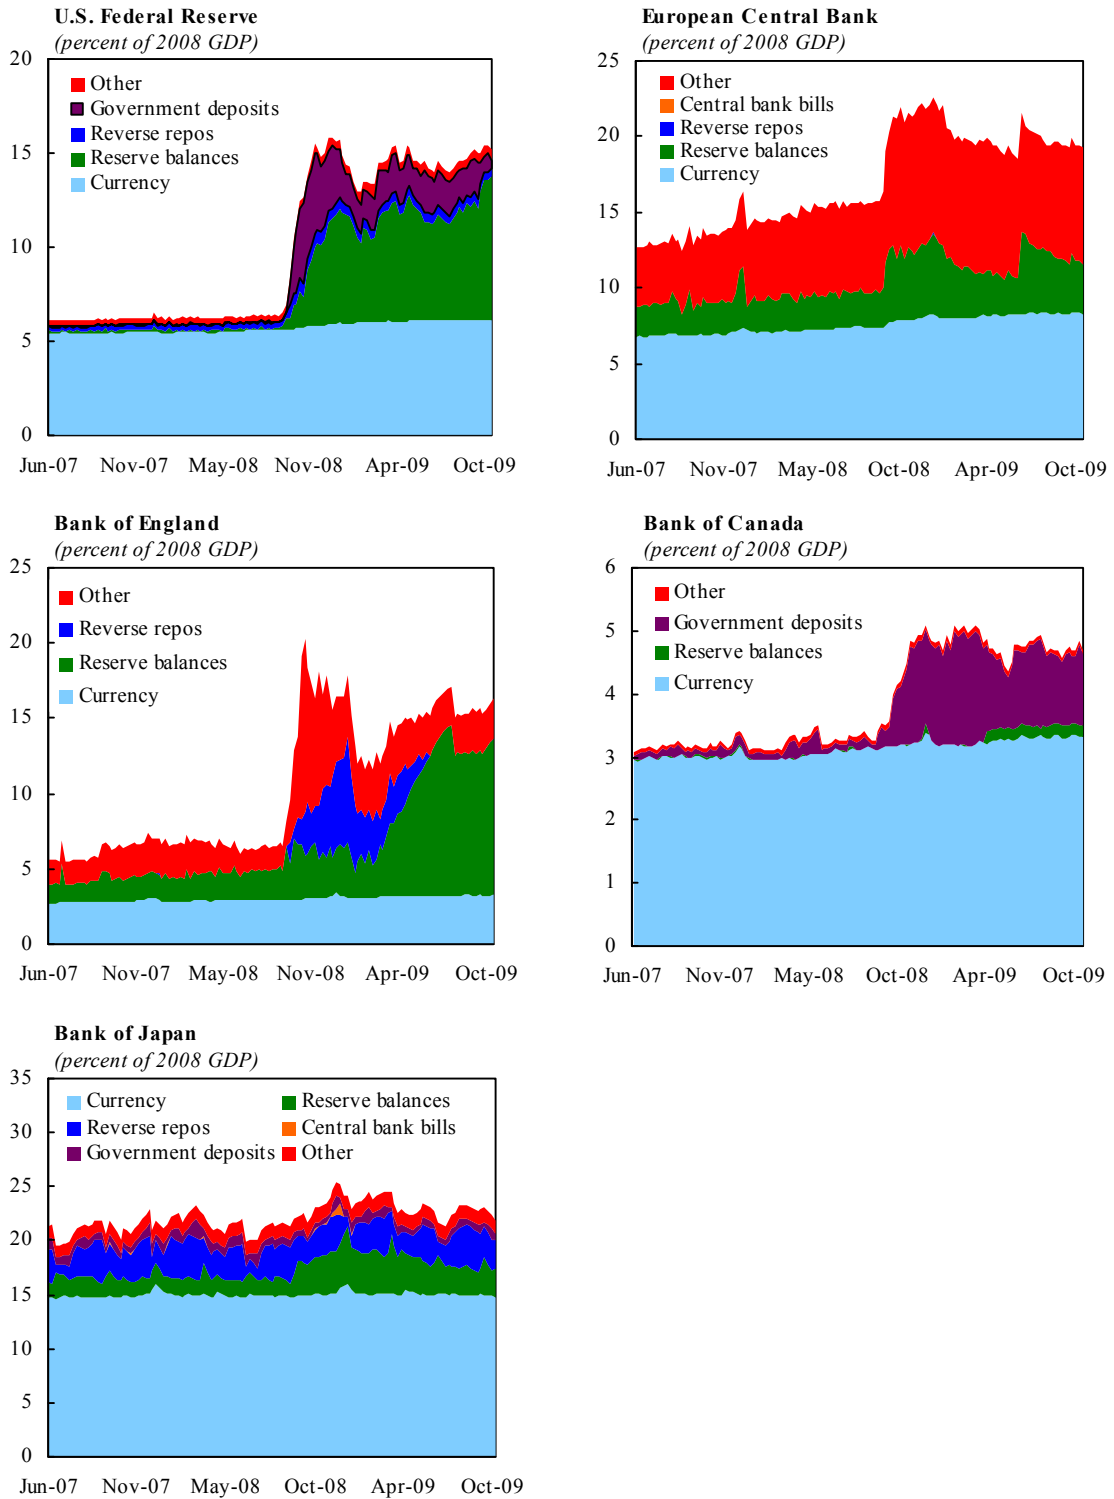 U.S. Federal Reserve
(percent of 2008 GDP)
20
15
10
5
0
Other
Government deposits
Reverse repos
Reserve balances
Currency
Jun-07 Nov-07 May-08 Nov-08 Apr-09 Oct-09
European Central Bank
(percent of 2008 GDP)
25
20
15
10
5
0
Other
Central bank bills
Reverse repos
Reserve balances
Currency
Jun-07 Nov-07 May-08 Oct-08 Apr-09 Oct-09
Bank of England
(percent of 2008 GDP)
25
20
15
10
5
0
Other
Reverse repos
Reserve balances
Currency
Jun-07 Nov-07 May-08 Nov-08 Apr-09 Oct-09
Bank of Canada
(percent of 2008 GDP)
6
5
4
3
2
1
0
Other
Government deposits
Reserve balances
Currency
Jun-07 Nov-07 May-08 Oct-08 Apr-09 Oct-09
Bank of Japan
(percent of 2008 GDP)
35
30
25
20
15
10
5
0
Currency Reserve balances
Reverse repos Central bank bills
Government deposits Other
Jun-07 Nov-07 May-08 Oct-08 Apr-09 Oct-09